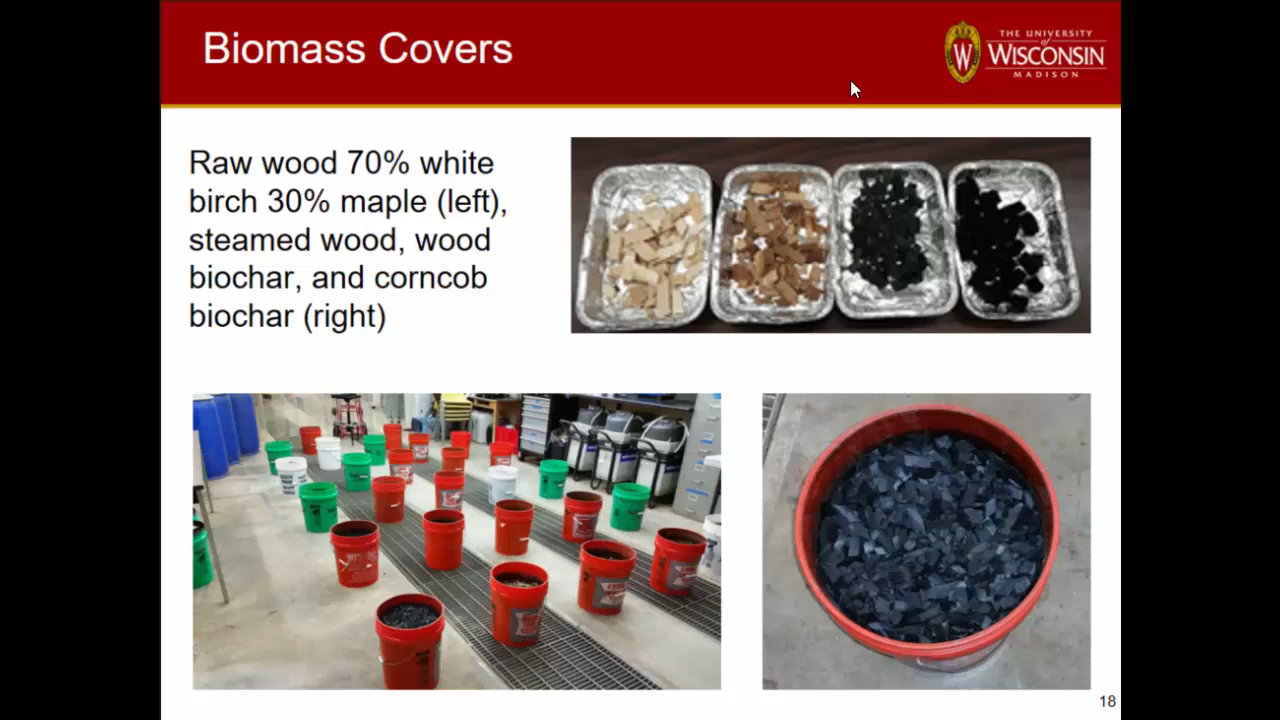 Biomass Covers
THE UNIVERSITY
of
WISCONSIN
MADISON
W
Raw wood 70% white
birch 30% maple (left),
steamed wood, wood
biochar, and corncob
biochar (right)
18